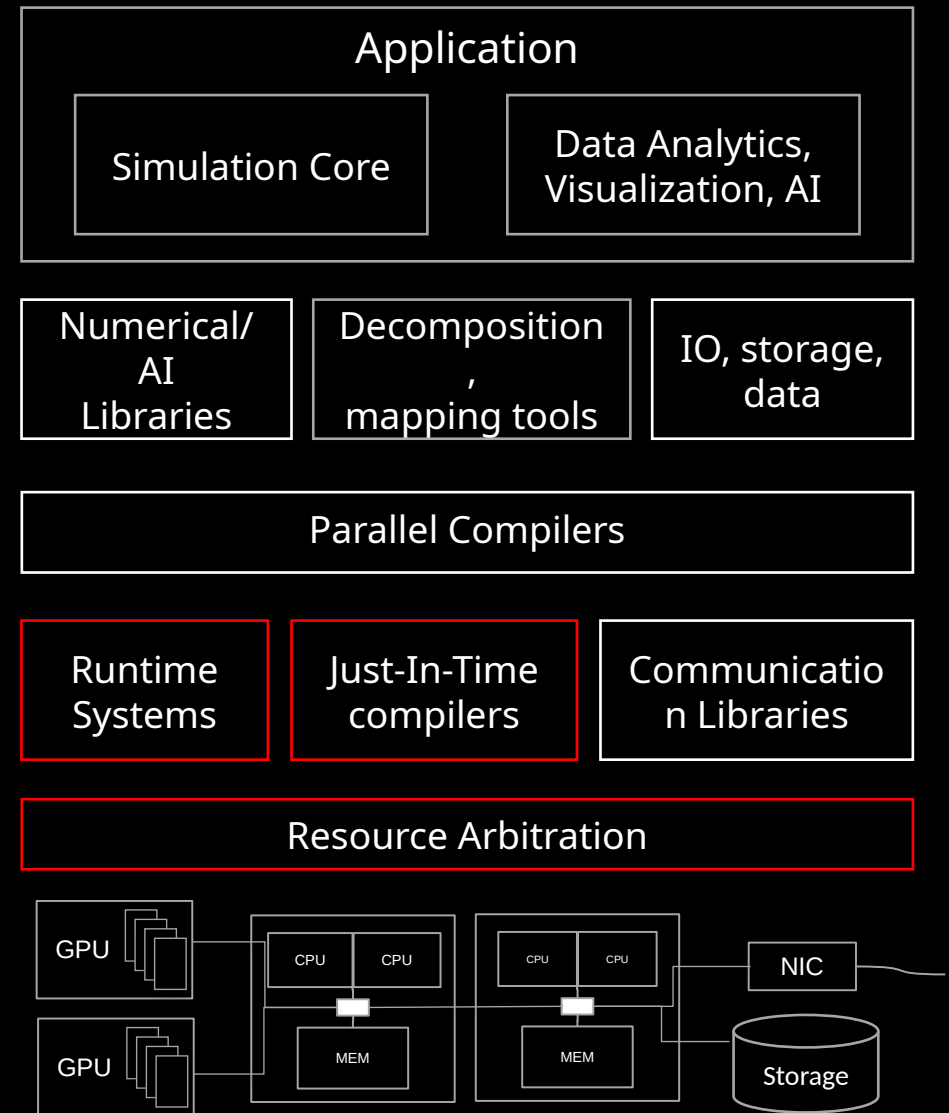 Application
Simulation Core
Data Analytics,
Visualization, AI
Numerical/
AI
Libraries
Decomposition
,
mapping tools
IO, storage,
data
Parallel Compilers
Runtime
Systems
Just-In-Time
compilers
Communicatio
n Libraries
Resource Arbitration
GPU
CPU
CPU
CPU
CPU
NIC
MEM
MEM
GPU
Storage